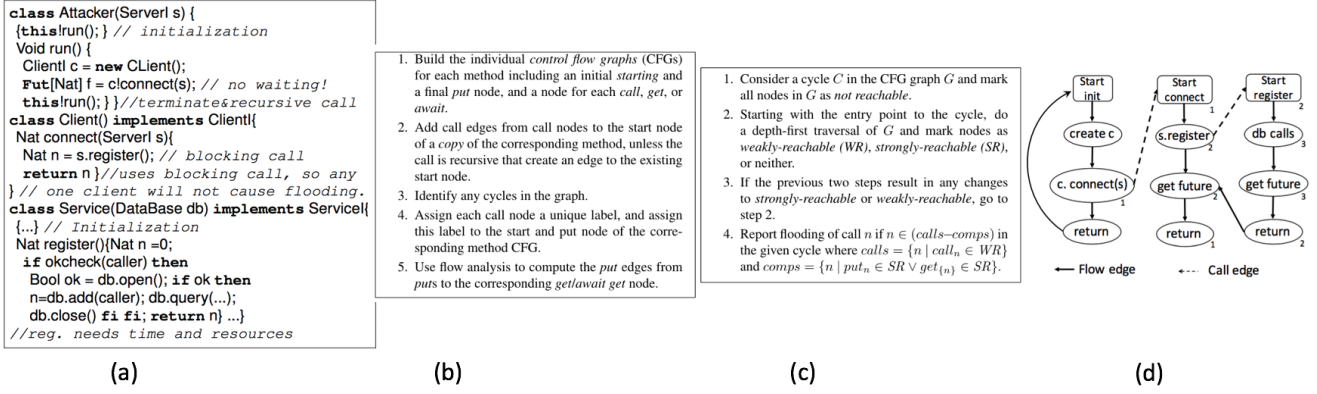 class Attacker(ServerI s) {
{this!run(); } // initialization
Void run() {
ClientI c = new CLient();
Fut[Nat] f = c!connect(s); // no waiting!
this!run(); } }//terminate&recursive call
class Client() implements ClientI{
Nat connect(ServerI s){
Nat n = s.register(); // blocking call
return n }//uses blocking call, so any
} // one client will not cause flooding.
class Service(DataBase db) implements ServiceI{
{...} // Initialization
Nat register(){Nat n =0;
if okcheck(caller) then
Bool ok = db.open(); if ok then
n=db.add(caller); db.query(...);
db.close() fi fi; return n} ...}
//reg. needs time and resources
(a)
1. Build the individual control flow graphs (CFGs)
for each method including an initial starting and
a final put node, and a node for each call, get, or
await.
2. Add call edges from call nodes to the start node
of a copy of the corresponding method, unless the
call is recursive that create an edge to the existing
start node.
3. Identify any cycles in the graph.
4. Assign each call node a unique label, and assign
this label to the start and put node of the corre-
sponding method CFG.
5. Use flow analysis to compute the put edges from
puts to the corresponding get/await get node.
(b)
1. Consider a cycle C in the CFG graph G and mark
all nodes in G as not reachable.
2. Starting with the entry point to the cycle, do
a depth-first traversal of G and mark nodes as
weakly-reachable (WR), strongly-reachable (SR),
or neither.
3. If the previous two steps result in any changes
to strongly-reachable or weakly-reachable, go to
step 2.
4. Report flooding of call n if n ∈ (calls–comps) in
the given cycle where calls = {n | callₙ ∈ WR}
and comps = {n | putₙ ∈ SR ∨ get_{n} ∈ SR}.
(c)
Start
init
create c
c. connect(s)
1
return
Start
connect
1
s.register
2
get future
2
return
1
Start
register
2
db calls
3
get future
3
return
2
Flow edge
Call edge
(d)